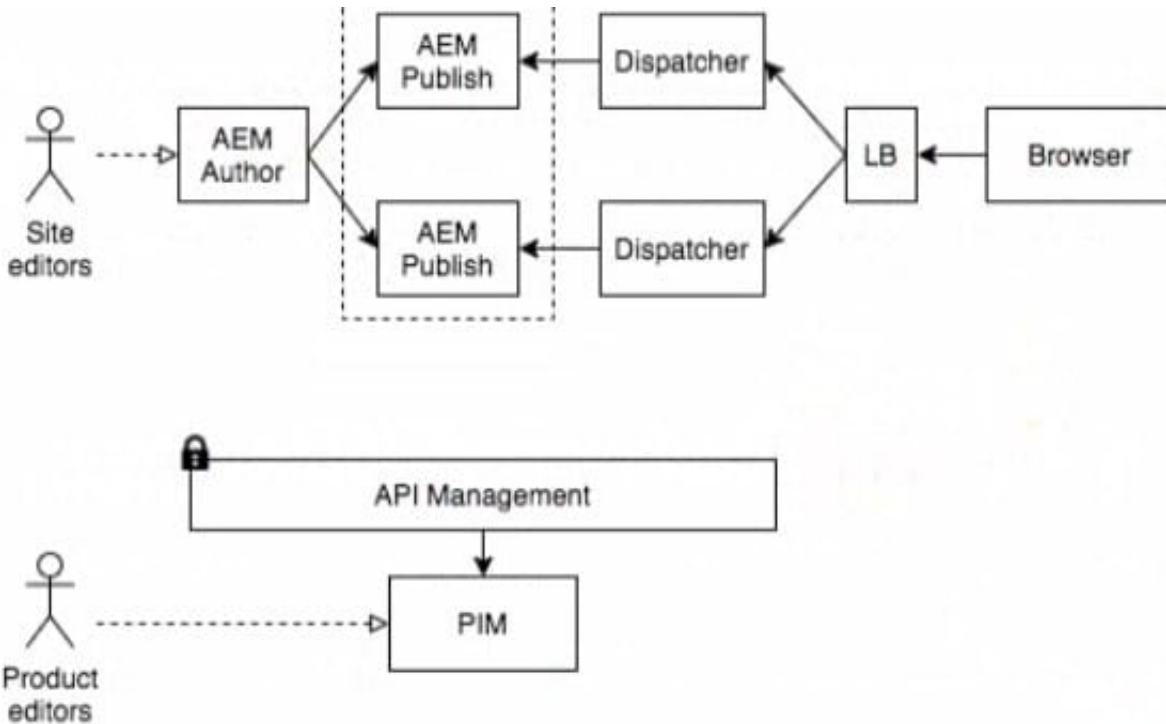 AEM
Publish
Dispatcher
AEM
Author
LB
Browser
Site
editors
AEM
Publish
Dispatcher
API Management
PIM
Product
editors